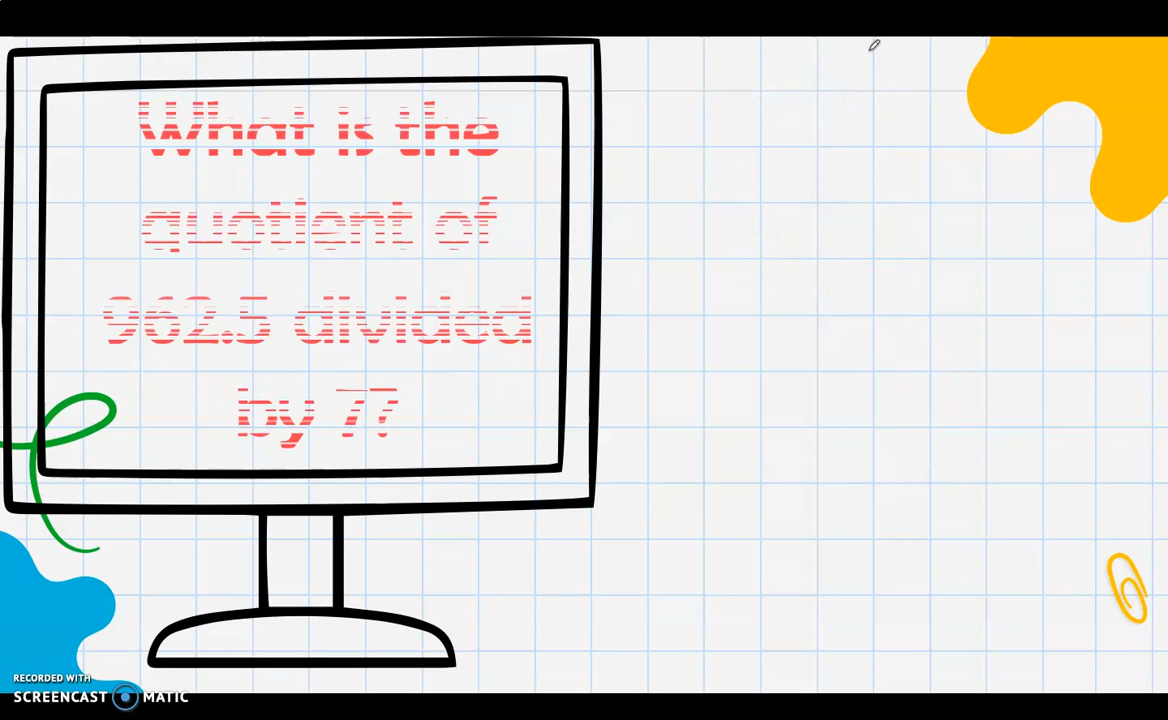 What is the
quotient of
962.5 divided
by 77
RECORDED WITH
SCREENCAST MATIC